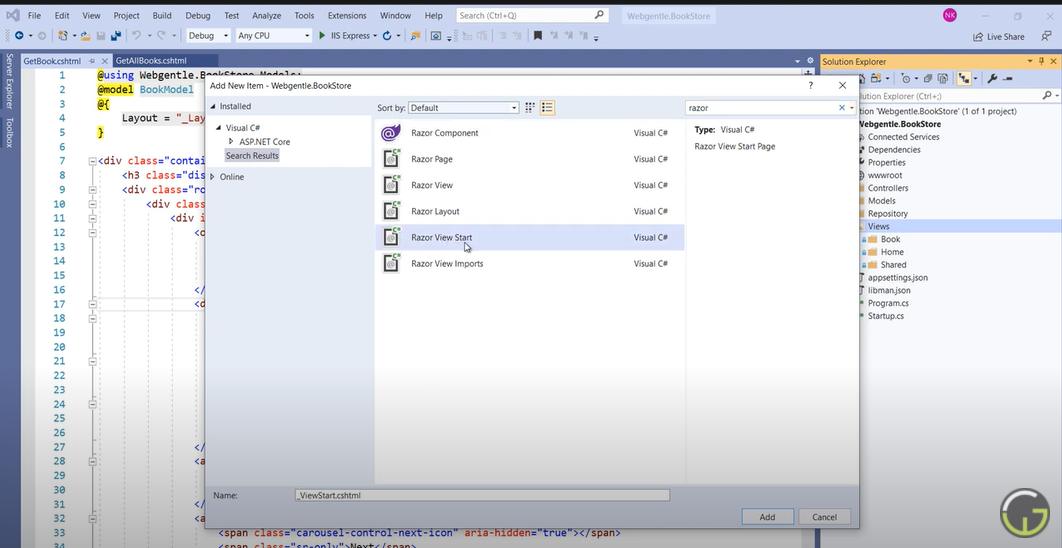 File Edit View Project Build Debug Test Analyze Tools Extensions Window Help Search (Ctrl+Q) Webgentle.BookStore NK
Debug Any CPU IIS Express Live Share
Server Explorer
Toolbox
GetBook.cshtml GetAllBooks.cshtml
1 @using Webgentle.BookStore.Models;
2 @model BookModel
3 @{
4 Layout = "_Lay
5 }
6
7 <div class="contain
8 <h3 class="dis
9 <div class="ro
10 <div class
11 <div i
12 <o
13
14
15
16 </
17 <d
18
19
20
21
22
23
24
25
26
27 </
28 <a
29
30
31 </
32 <a
33 <span class="carousel-control-next-icon" aria-hidden="true"></span>
34 <span class="sr-only">Next</span>
Add New Item - Webgentle.BookStore
?
Installed
Visual C#
ASP.NET Core
Search Results
Online
Sort by: Default
razor
Razor Component Visual C#
Razor Page Visual C#
Razor View Visual C#
Razor Layout Visual C#
Razor View Start Visual C#
Razor View Imports Visual C#
Type: Visual C#
Razor View Start Page
Name: _ViewStart.cshtml
Add Cancel
Solution Explorer
Search Solution Explorer (Ctrl+;)
ution 'Webgentle.BookStore' (1 of 1 project)
Webgentle.BookStore
Connected Services
Dependencies
Properties
wwwroot
Controllers
Models
Repository
Views
Book
Home
Shared
appsettings.json
libman.json
Program.cs
Startup.cs